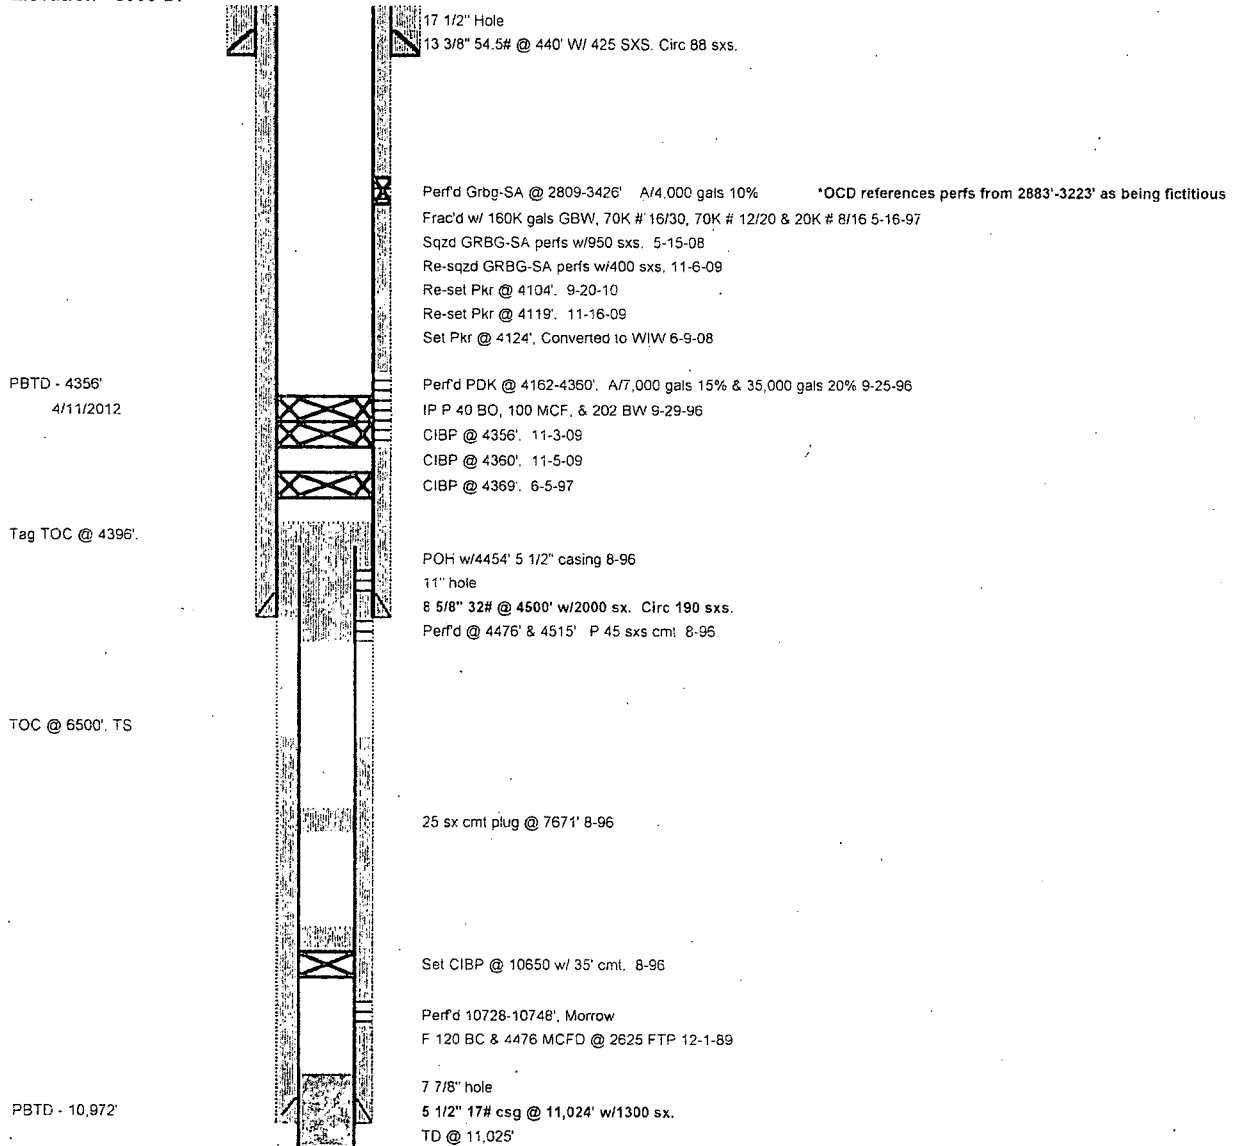 17 1/2" Hole
13 3/8" 54.5# @ 440' W/ 425 SXS. Circ 88 sxs.
Perf'd Grbg-SA @ 2809-3426' A/4,000 gals 10% *OCD references perfs from 2883'-3223' as being fictitious
Frac'd w/ 160K gals GBW, 70K # 16/30, 70K # 12/20 & 20K # 8/16 5-16-97
Sqzd GRBG-SA perfs w/950 sxs. 5-15-08
Re-sqzd GRBG-SA perfs w/400 sxs. 11-6-09
Re-set Pkr @ 4104'. 9-20-10
Re-set Pkr @ 4119'. 11-16-09
Set Pkr @ 4124', Converted to WIW 6-9-08
PBTD - 4356'
4/11/2012
Perf'd PDK @ 4162-4360'. A/7,000 gals 15% & 35,000 gals 20% 9-25-96
IP P 40 BO, 100 MCF, & 202 BW 9-29-96
CIBP @ 4356'. 11-3-09
CIBP @ 4360'. 11-5-09
CIBP @ 4369'. 6-5-97
Tag TOC @ 4396'.
POH w/4454' 5 1/2" casing 8-96
11" hole
8 5/8" 32# @ 4500' w/2000 sx. Circ 190 sxs.
Perf'd @ 4476' & 4515' P 45 sxs cmt 8-96
TOC @ 6500'. TS
25 sx cmt plug @ 7671' 8-96
Set CIBP @ 10650 w/ 35' cmt. 8-96
Perf'd 10728-10748', Morrow
F 120 BC & 4476 MCFD @ 2625 FTP 12-1-89
7 7/8" hole
PBTD - 10,972'
5 1/2" 17# csg @ 11,024' w/1300 sx.
TD @ 11,025'